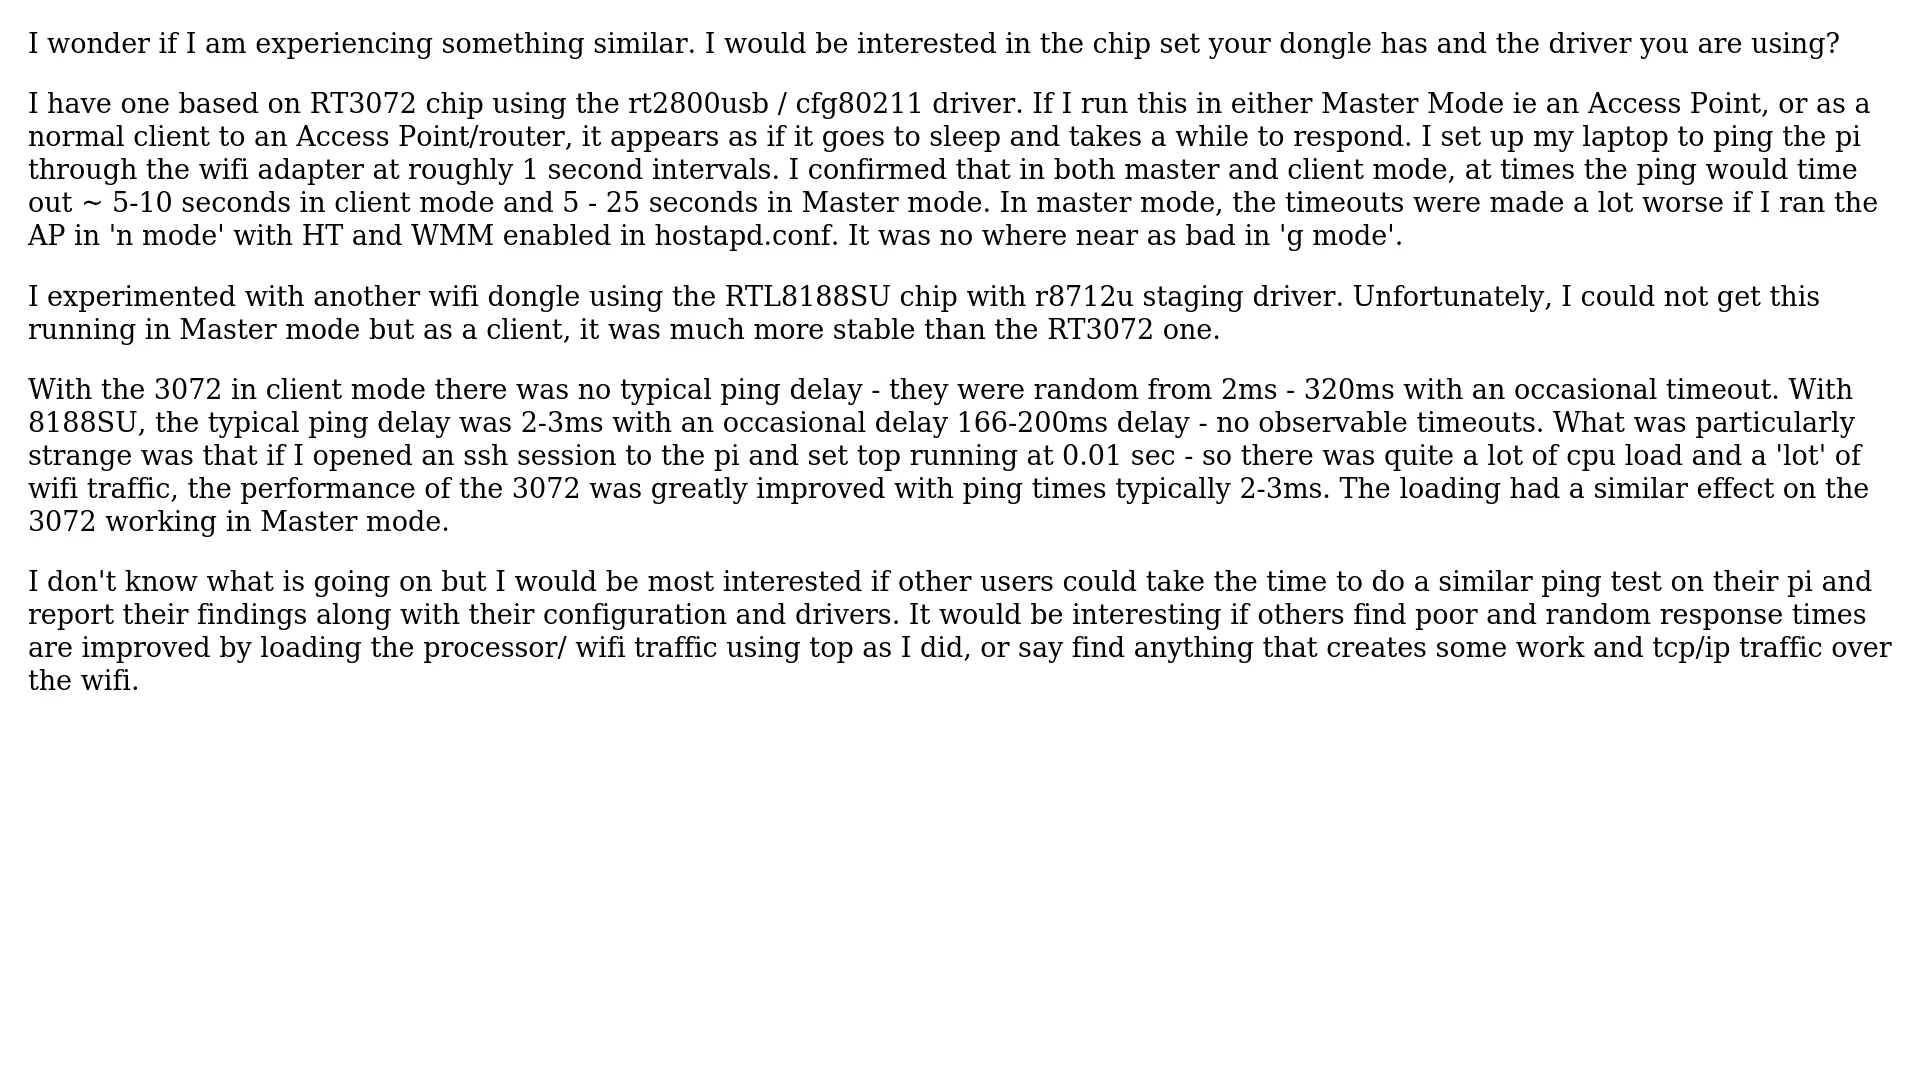 I wonder if I am experiencing something similar. I would be interested in the chip set your dongle has and the driver you are using?
I have one based on RT3072 chip using the rt2800usb / cfg80211 driver. If I run this in either Master Mode ie an Access Point, or as a
normal client to an Access Point/router, it appears as if it goes to sleep and takes a while to respond. I set up my laptop to ping the pi
through the wifi adapter at roughly 1 second intervals. I confirmed that in both master and client mode, at times the ping would time
out ~ 5-10 seconds in client mode and 5 - 25 seconds in Master mode. In master mode, the timeouts were made a lot worse if I ran the
AP in 'n mode' with HT and WMM enabled in hostapd.conf. It was no where near as bad in 'g mode'.
I experimented with another wifi dongle using the RTL8188SU chip with r8712u staging driver. Unfortunately, I could not get this
running in Master mode but as a client, it was much more stable than the RT3072 one.
With the 3072 in client mode there was no typical ping delay - they were random from 2ms - 320ms with an occasional timeout. With
8188SU, the typical ping delay was 2-3ms with an occasional delay 166-200ms delay - no observable timeouts. What was particularly
strange was that if I opened an ssh session to the pi and set top running at 0.01 sec - so there was quite a lot of cpu load and a 'lot' of
wifi traffic, the performance of the 3072 was greatly improved with ping times typically 2-3ms. The loading had a similar effect on the
3072 working in Master mode.
I don't know what is going on but I would be most interested if other users could take the time to do a similar ping test on their pi and
report their findings along with their configuration and drivers. It would be interesting if others find poor and random response times
are improved by loading the processor/ wifi traffic using top as I did, or say find anything that creates some work and tcp/ip traffic over
the wifi.